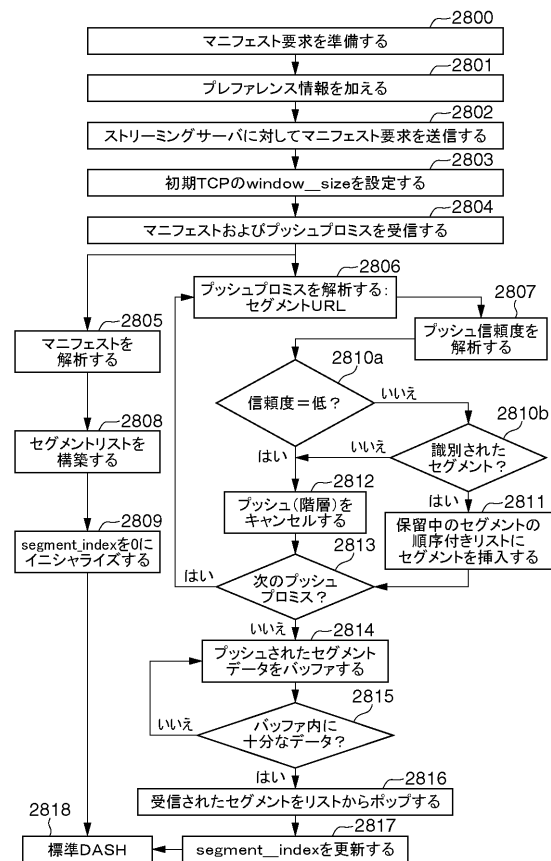 2800
マニフェスト要求を準備する
2801
プレファレンス情報を加える
2802
ストリーミングサーバに対してマニフェスト要求を送信する
2803
初期TCPのwindow__sizeを設定する
2804
マニフェストおよびプッシュプロミスを受信する
2806
プッシュプロミスを解析する:
セグメントURL
2807
プッシュ信頼度を
解析する
2805
マニフェストを
解析する
2810a
信頼度=低?
いいえ
はい
2810b
識別された
セグメント?
いいえ
はい
2808
セグメントリストを
構築する
2812
プッシュ(階層)を
キャンセルする
2811
保留中のセグメントの
順序付きリストに
セグメントを挿入する
2809
segment_indexを0に
イニシャライズする
2813
次のプッシュ
プロミス?
はい
いいえ
2814
プッシュされたセグメント
データをバッファする
2815
バッファ内に
十分なデータ?
いいえ
はい
2816
受信されたセグメントをリストからポップする
2817
segment__indexを更新する
2818
標準DASH